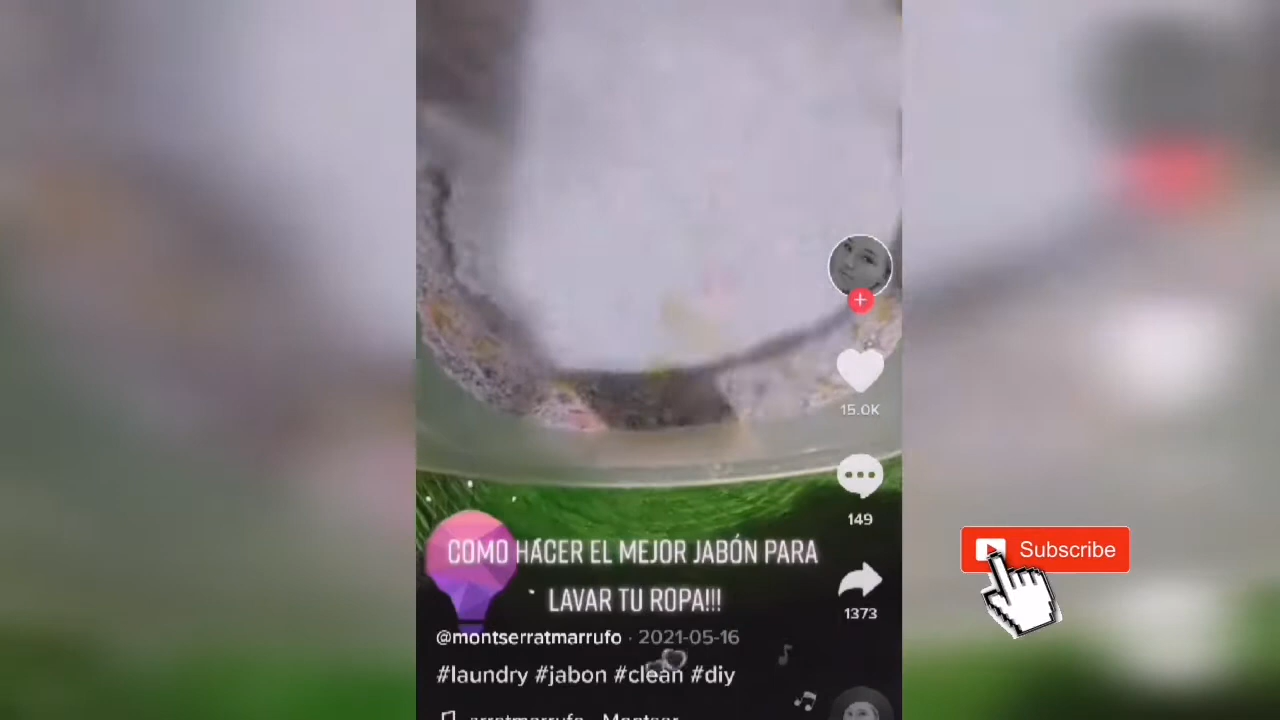 15.0K
149
Subscribe
COMO HACER EL MEJOR JABÓN PARA
LAVAR TU ROPA!!!
1373
@montserratmarrufo · 2021-05-16
#laundry #jabon #clean #diy